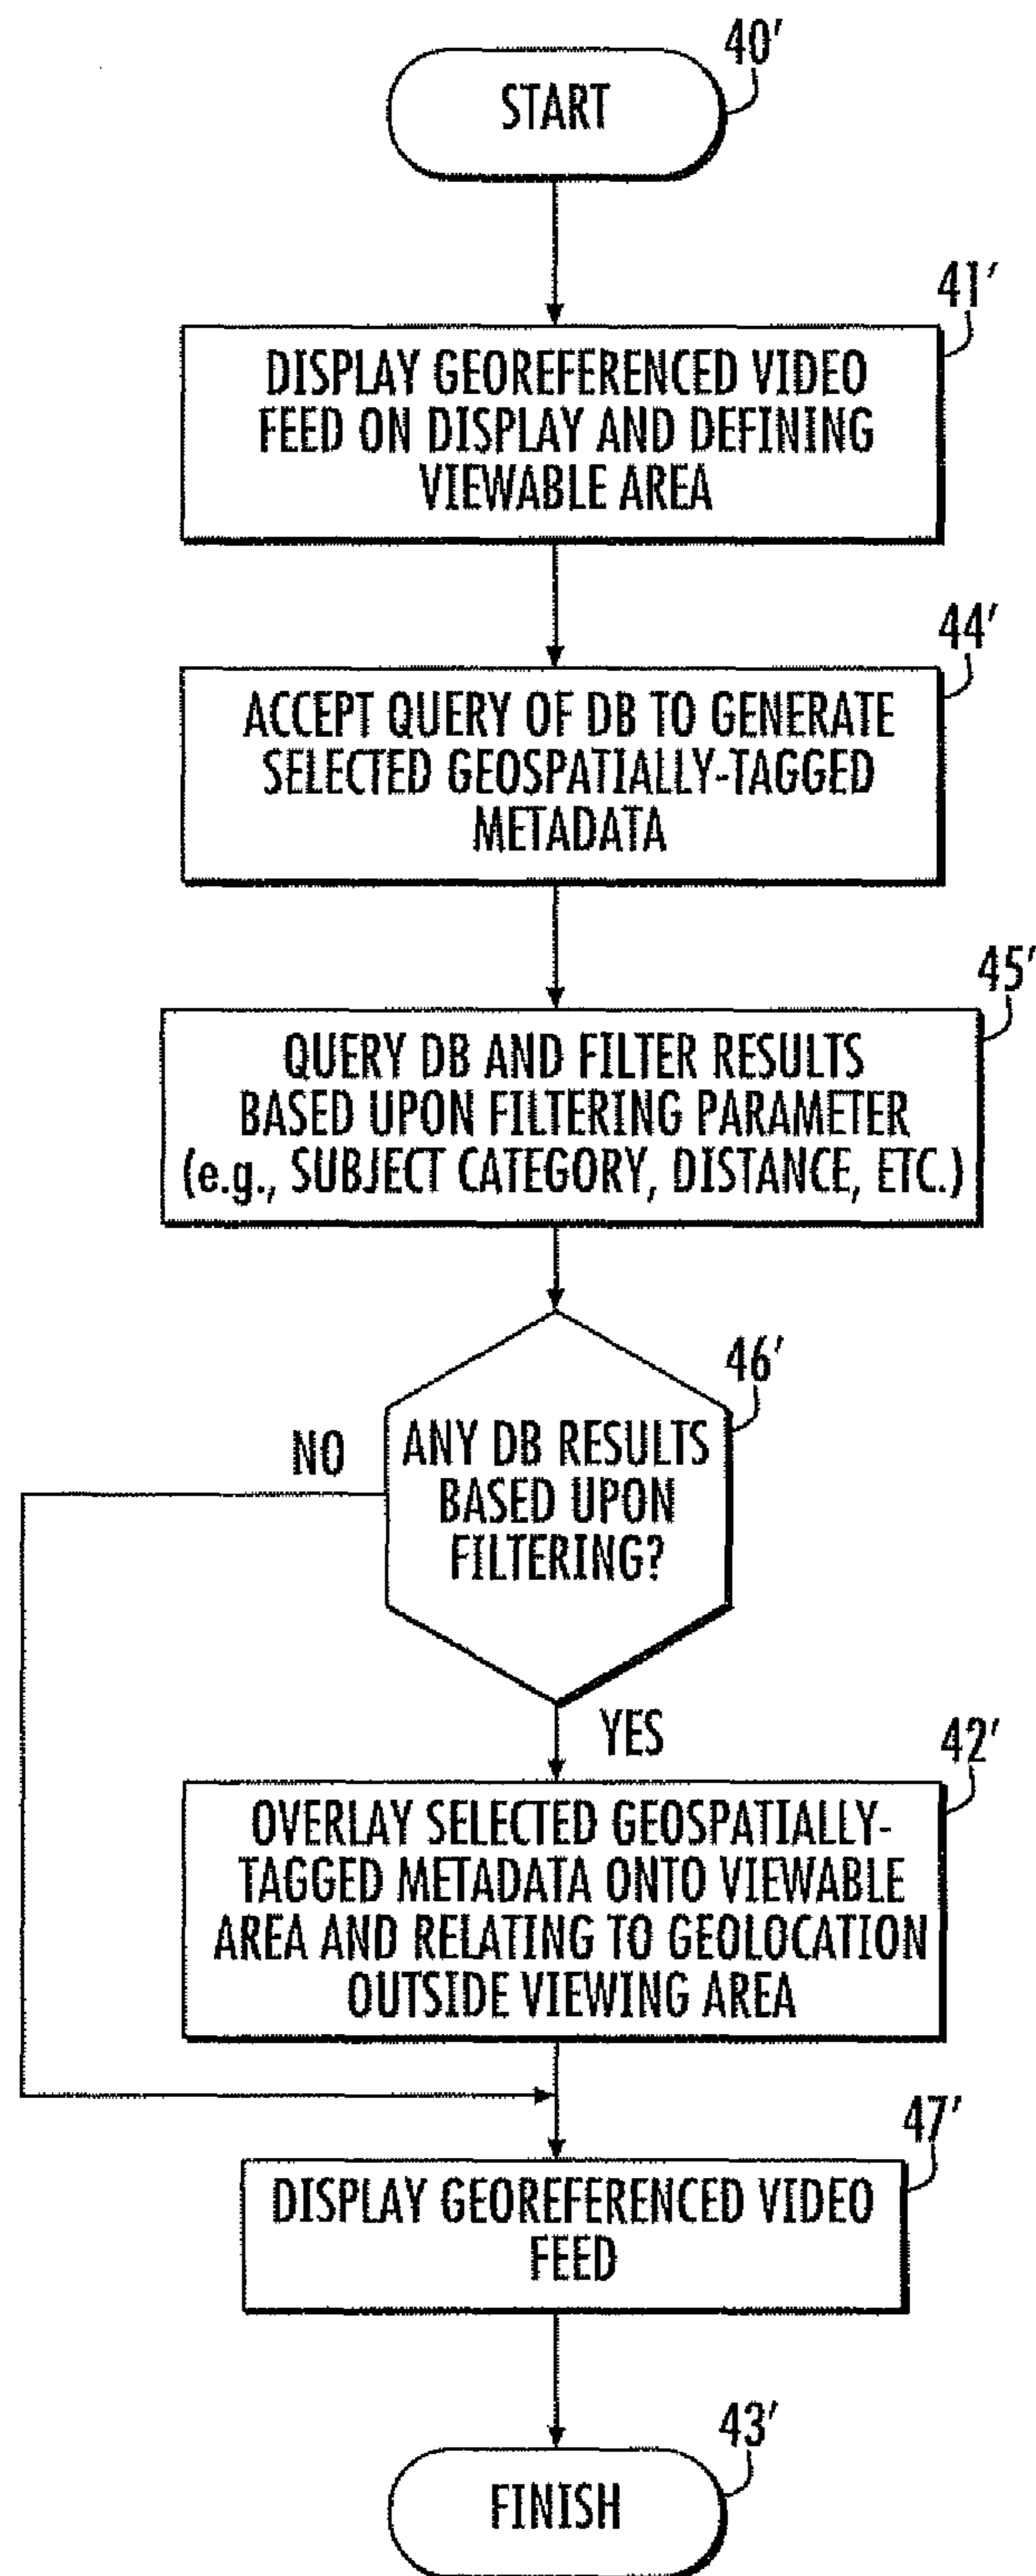 40'
START
41'
DISPLAY GEOREFERENCED VIDEO
FEED ON DISPLAY AND DEFINING
VIEWABLE AREA
44'
ACCEPT QUERY OF DB TO GENERATE
SELECTED GEOSPATIALLY-TAGGED
METADATA
45'
QUERY DB AND FILTER RESULTS
BASED UPON FILTERING PARAMETER
(e.g., SUBJECT CATEGORY, DISTANCE, ETC.)
46'
NO
ANY DB RESULTS
BASED UPON
FILTERING?
YES
42'
OVERLAY SELECTED GEOSPATIALLY-
TAGGED METADATA ONTO VIEWABLE
AREA AND RELATING TO GEOLOCATION
OUTSIDE VIEWING AREA
47'
DISPLAY GEOREFERENCED VIDEO
FEED
43'
FINISH